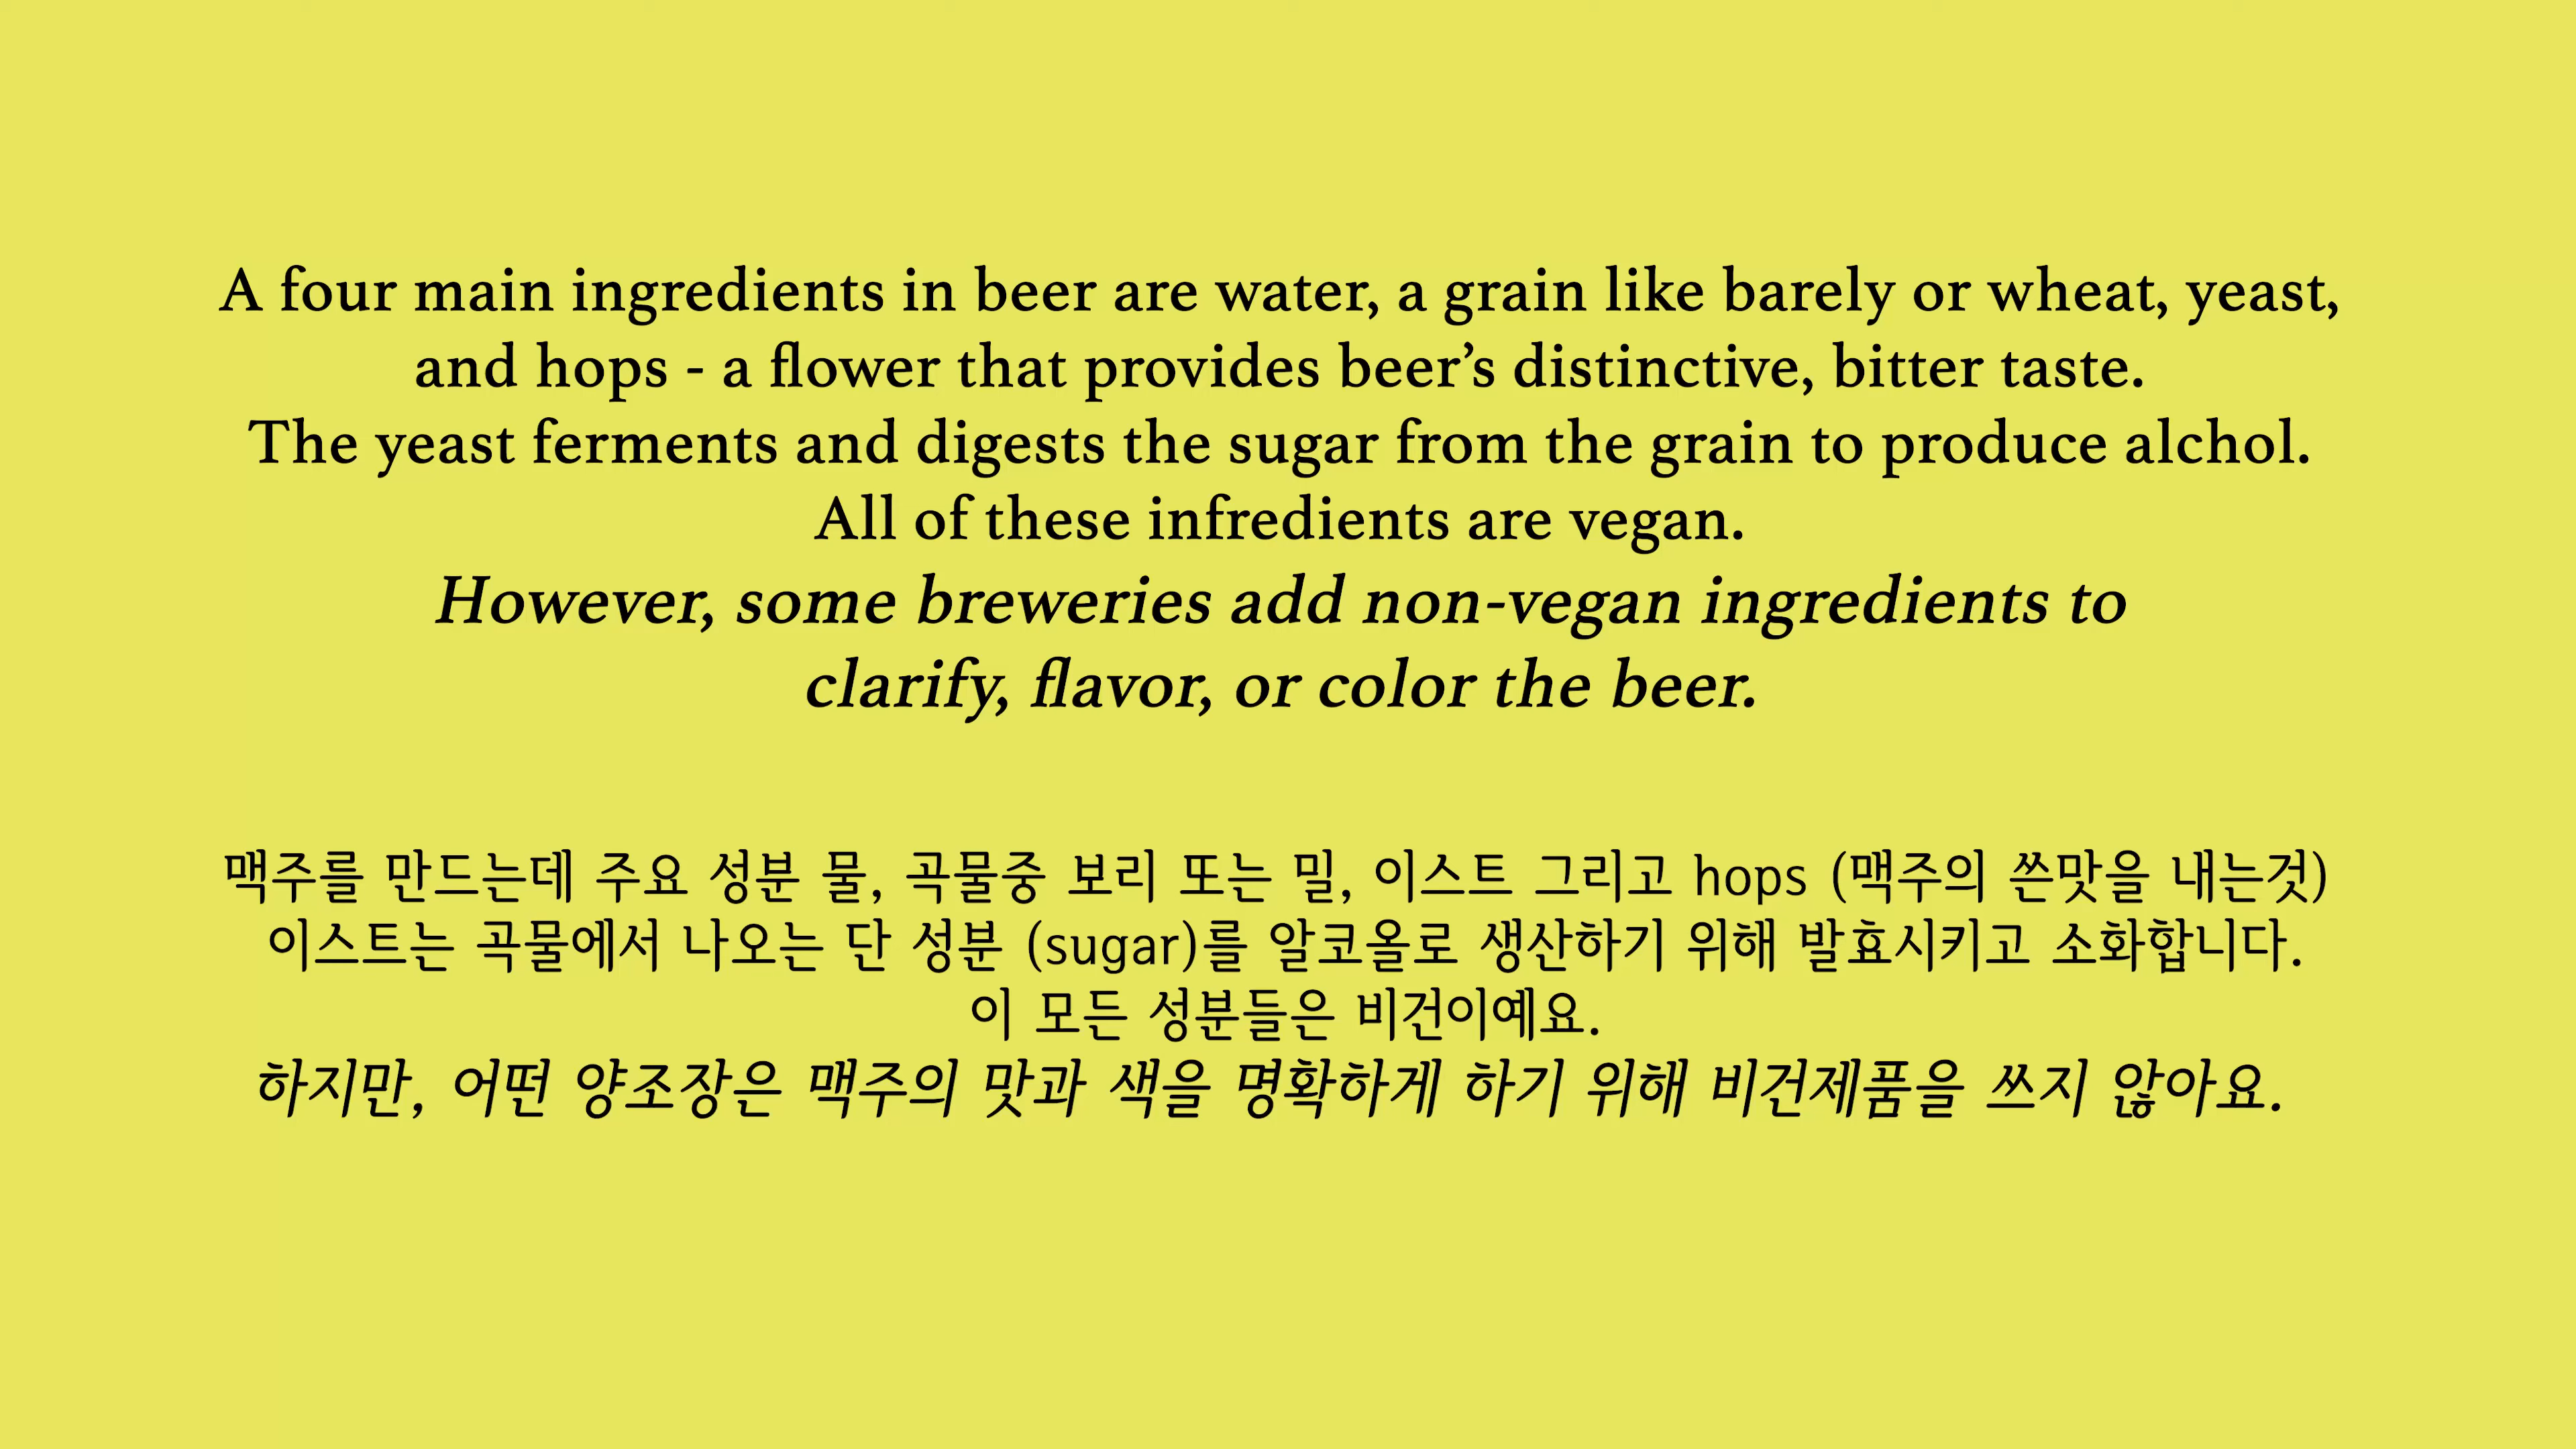 A four main ingredients in beer are water, a grain like barely or wheat, yeast,
and hops - a flower that provides beer’s distinctive, bitter taste.
The yeast ferments and digests the sugar from the grain to produce alchol.
All of these infredients are vegan.
However, some breweries add non-vegan ingredients to
clarify, flavor, or color the beer.
맥주를 만드는데 주요 성분 물, 곡물중 보리 또는 밀, 이스트 그리고 hops (맥주의 쓴맛을 내는것)
이스트는 곡물에서 나오는 단 성분 (sugar)를 알코올로 생산하기 위해 발효시키고 소화합니다.
이 모든 성분들은 비건이예요.
하지만, 어떤 양조장은 맥주의 맛과 색을 명확하게 하기 위해 비건제품을 쓰지 않아요.